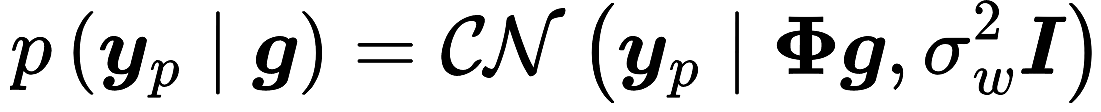 p (𝒚_p | 𝒈) = 𝒞𝒩 (𝒚_p | 𝚽𝒈, σ_w^2 𝑰)